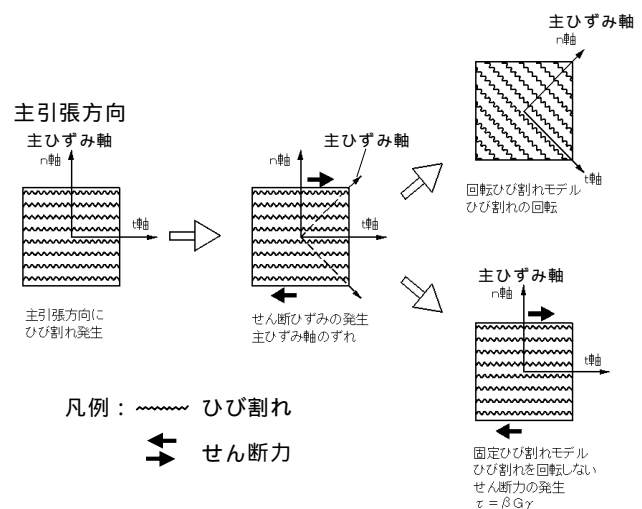 主引張方向
主ひずみ軸
n軸
t軸
主引張方向に
ひび割れ発生
主ひずみ軸
n軸
t軸
せん断ひずみの発生
主ひずみ軸のずれ
主ひずみ軸
n軸
t軸
回転ひび割れモデル
ひび割れの回転
主ひずみ軸
n軸
t軸
固定ひび割れモデル
ひび割れを回転しない
せん断力の発生
τ=βGγ
凡例： ひび割れ
せん断力